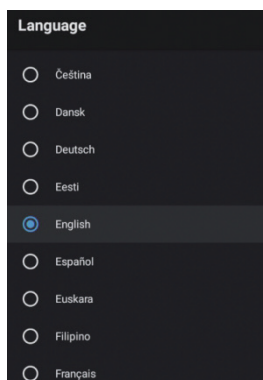 Language
Čeština
Dansk
Deutsch
Eesti
English
Español
Euskara
Filipino
Français